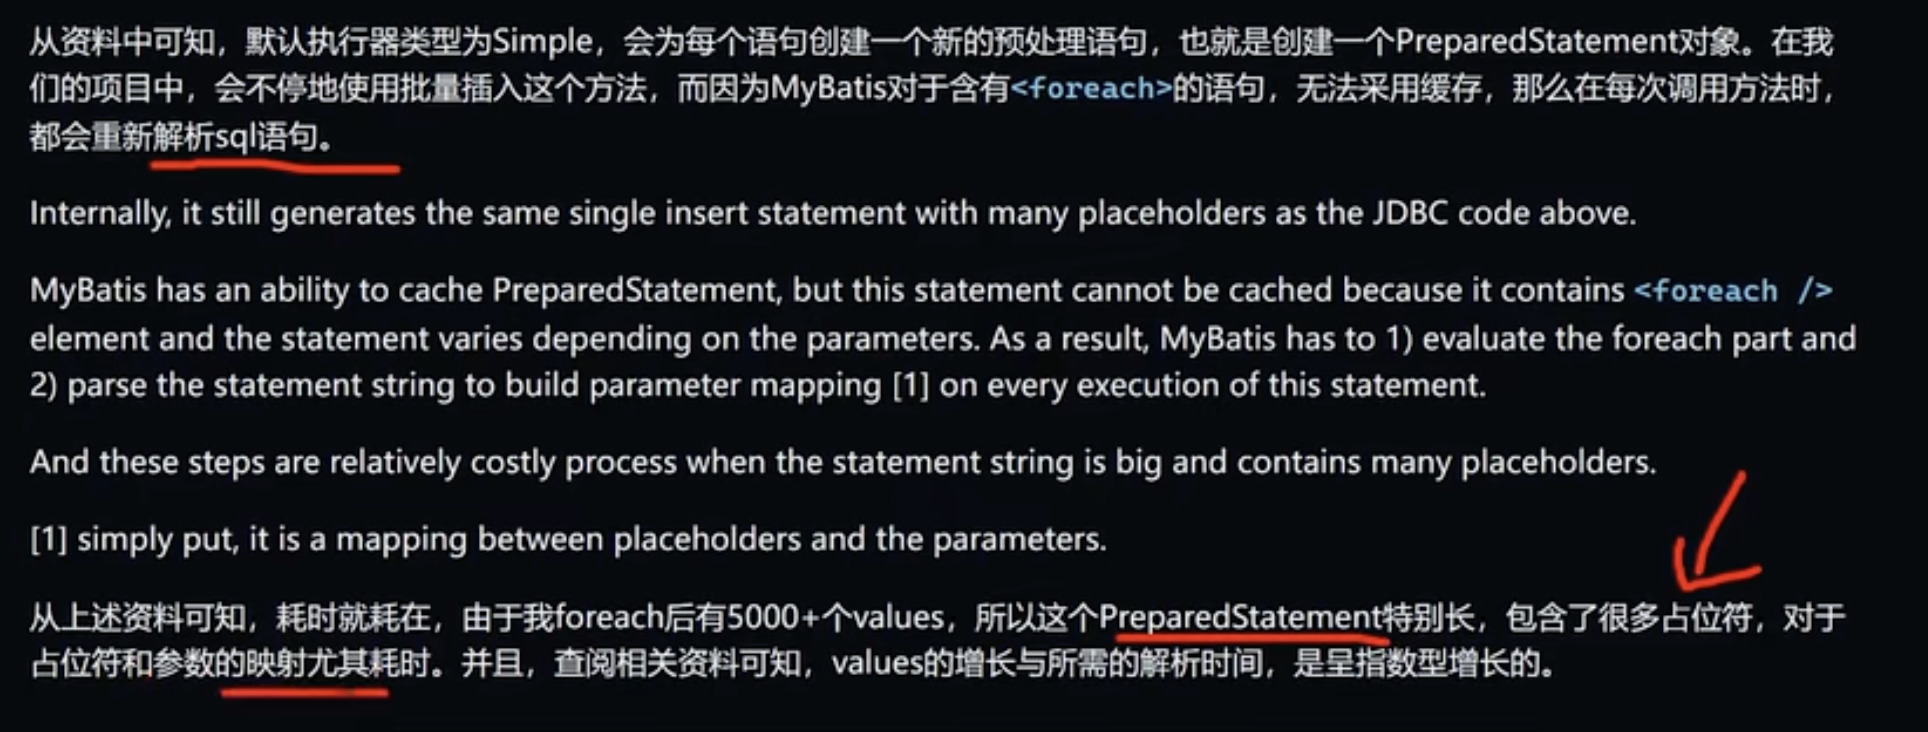 从资料中可知，默认执行器类型为Simple，会为每个语句创建一个新的预处理语句，也就是创建一个PreparedStatement对象。在我
们的项目中，会不停地使用批量插入这个方法，而因为MyBatis对于含有<foreach>的语句，无法采用缓存，那么在每次调用方法时，
都会重新解析sql语句。
Internally, it still generates the same single insert statement with many placeholders as the JDBC code above.
MyBatis has an ability to cache PreparedStatement, but this statement cannot be cached because it contains <foreach />
element and the statement varies depending on the parameters. As a result, MyBatis has to 1) evaluate the foreach part and
2) parse the statement string to build parameter mapping [1] on every execution of this statement.
And these steps are relatively costly process when the statement string is big and contains many placeholders.
[1] simply put, it is a mapping between placeholders and the parameters.
从上述资料可知，耗时就耗在，由于我foreach后有5000+个values，所以这个PreparedStatement特别长，包含了很多占位符，对于
占位符和参数的映射尤其耗时。并且，查阅相关资料可知，values的增长与所需的解析时间，是呈指数型增长的。